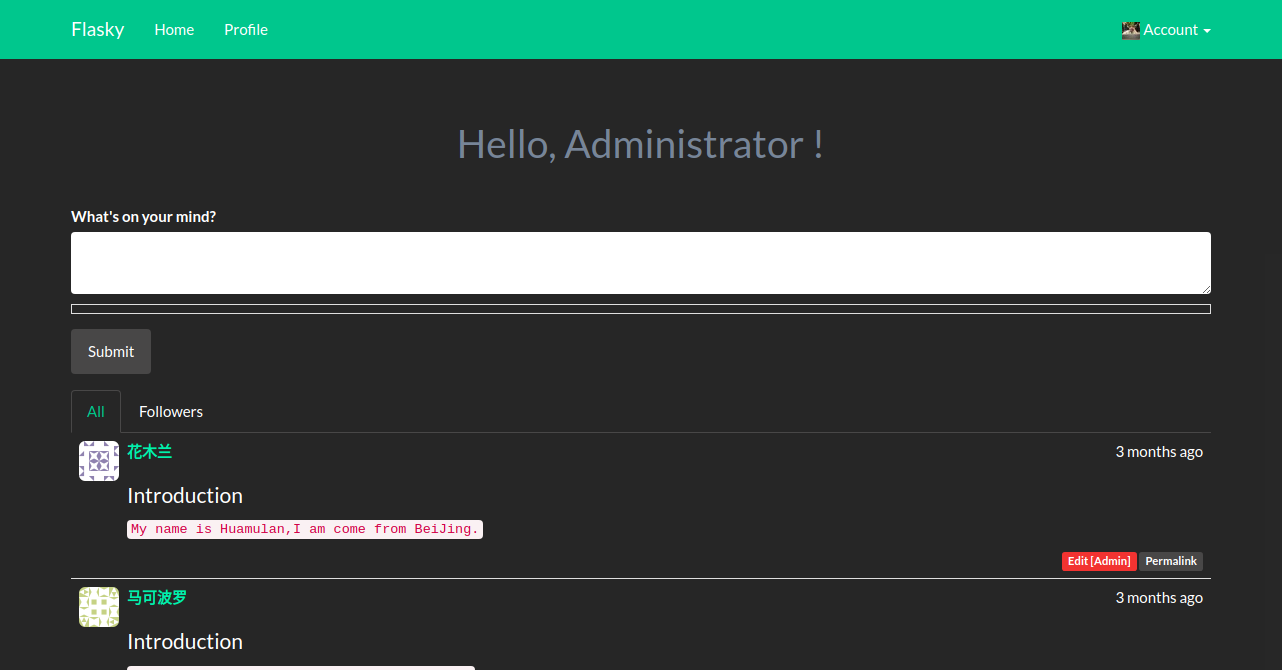 Flasky Home Profile Account
Hello, Administrator !
What's on your mind?
Submit
All Followers
花木兰 3 months ago
Introduction
My name is Huamulan,I am come from BeiJing.
Edit [Admin] Permalink
马可波罗 3 months ago
Introduction